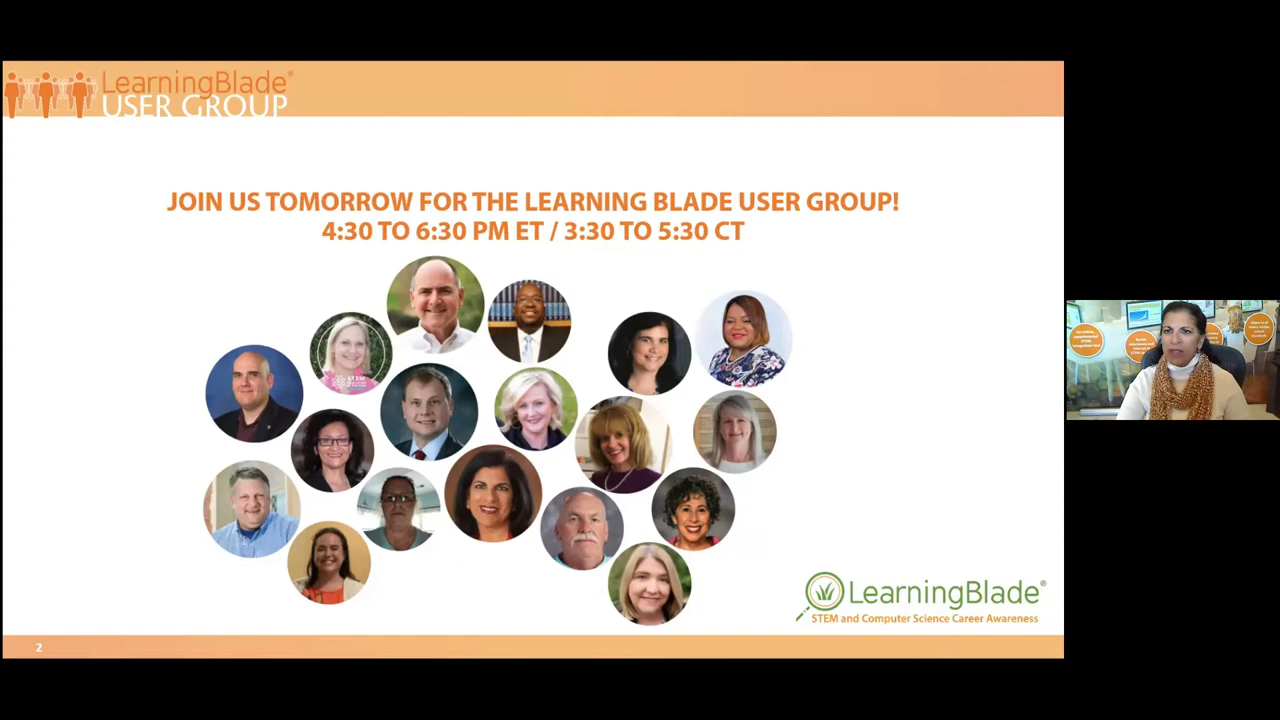 LearningBlade®
USER GROUP
JOIN US TOMORROW FOR THE LEARNING BLADE USER GROUP!
4:30 TO 6:30 PM ET / 3:30 TO 5:30 CT
LearningBlade®
STEM and Computer Science Career Awareness
2